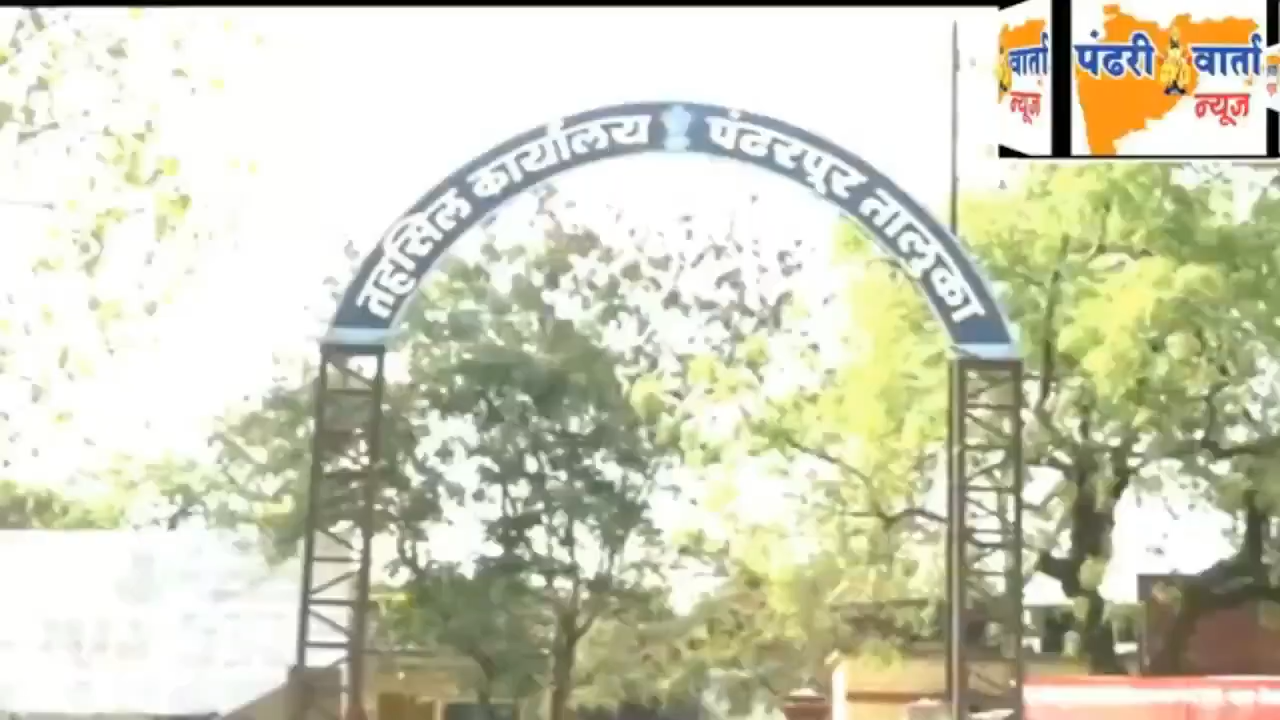 तहसिल कार्यालय पंढरपूर तालुका
वार्ता
न्यूज
पंढरी वार्ता
न्यूज